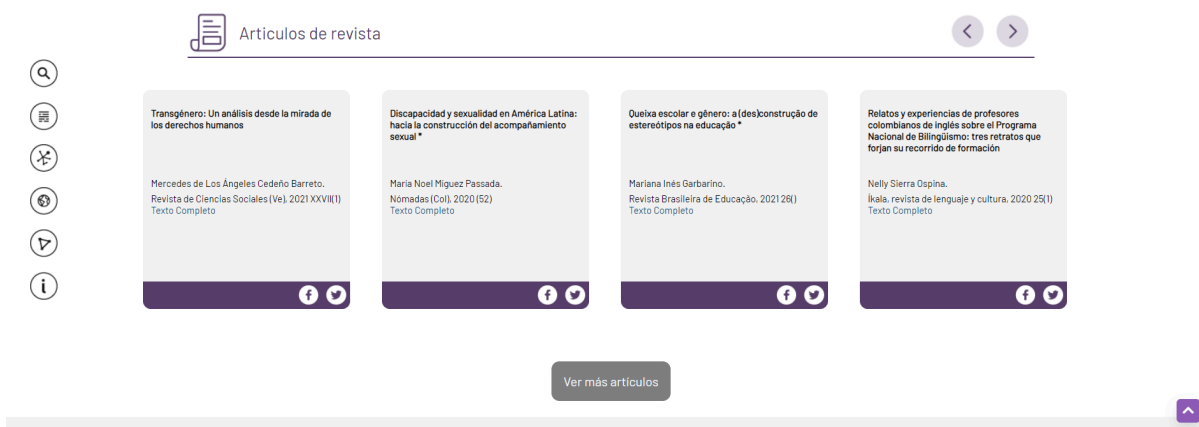 Articulos de revista
Transgénero: Un análisis desde la mirada de
los derechos humanos
Mercedes de Los Ángeles Cedeño Barreto.
Revista de Ciencias Sociales (Ve), 2021 XXVII(1)
Texto Completo
Discapacidad y sexualidad en América Latina:
hacia la construcción del acompañamiento
sexual *
María Noel Míguez Passada.
Nómadas (Col), 2020 (52)
Texto Completo
Queixa escolar e gênero: a (des)construção de
estereótipos na educação *
Mariana Inés Garbarino.
Revista Brasileira de Educação, 2021 26()
Texto Completo
Relatos y experiencias de profesores
colombianos de inglés sobre el Programa
Nacional de Bilingüismo: tres retratos que
forjan su recorrido de formación
Nelly Sierra Ospina.
Íkala, revista de lenguaje y cultura, 2020 25(1)
Texto Completo
Ver más artículos